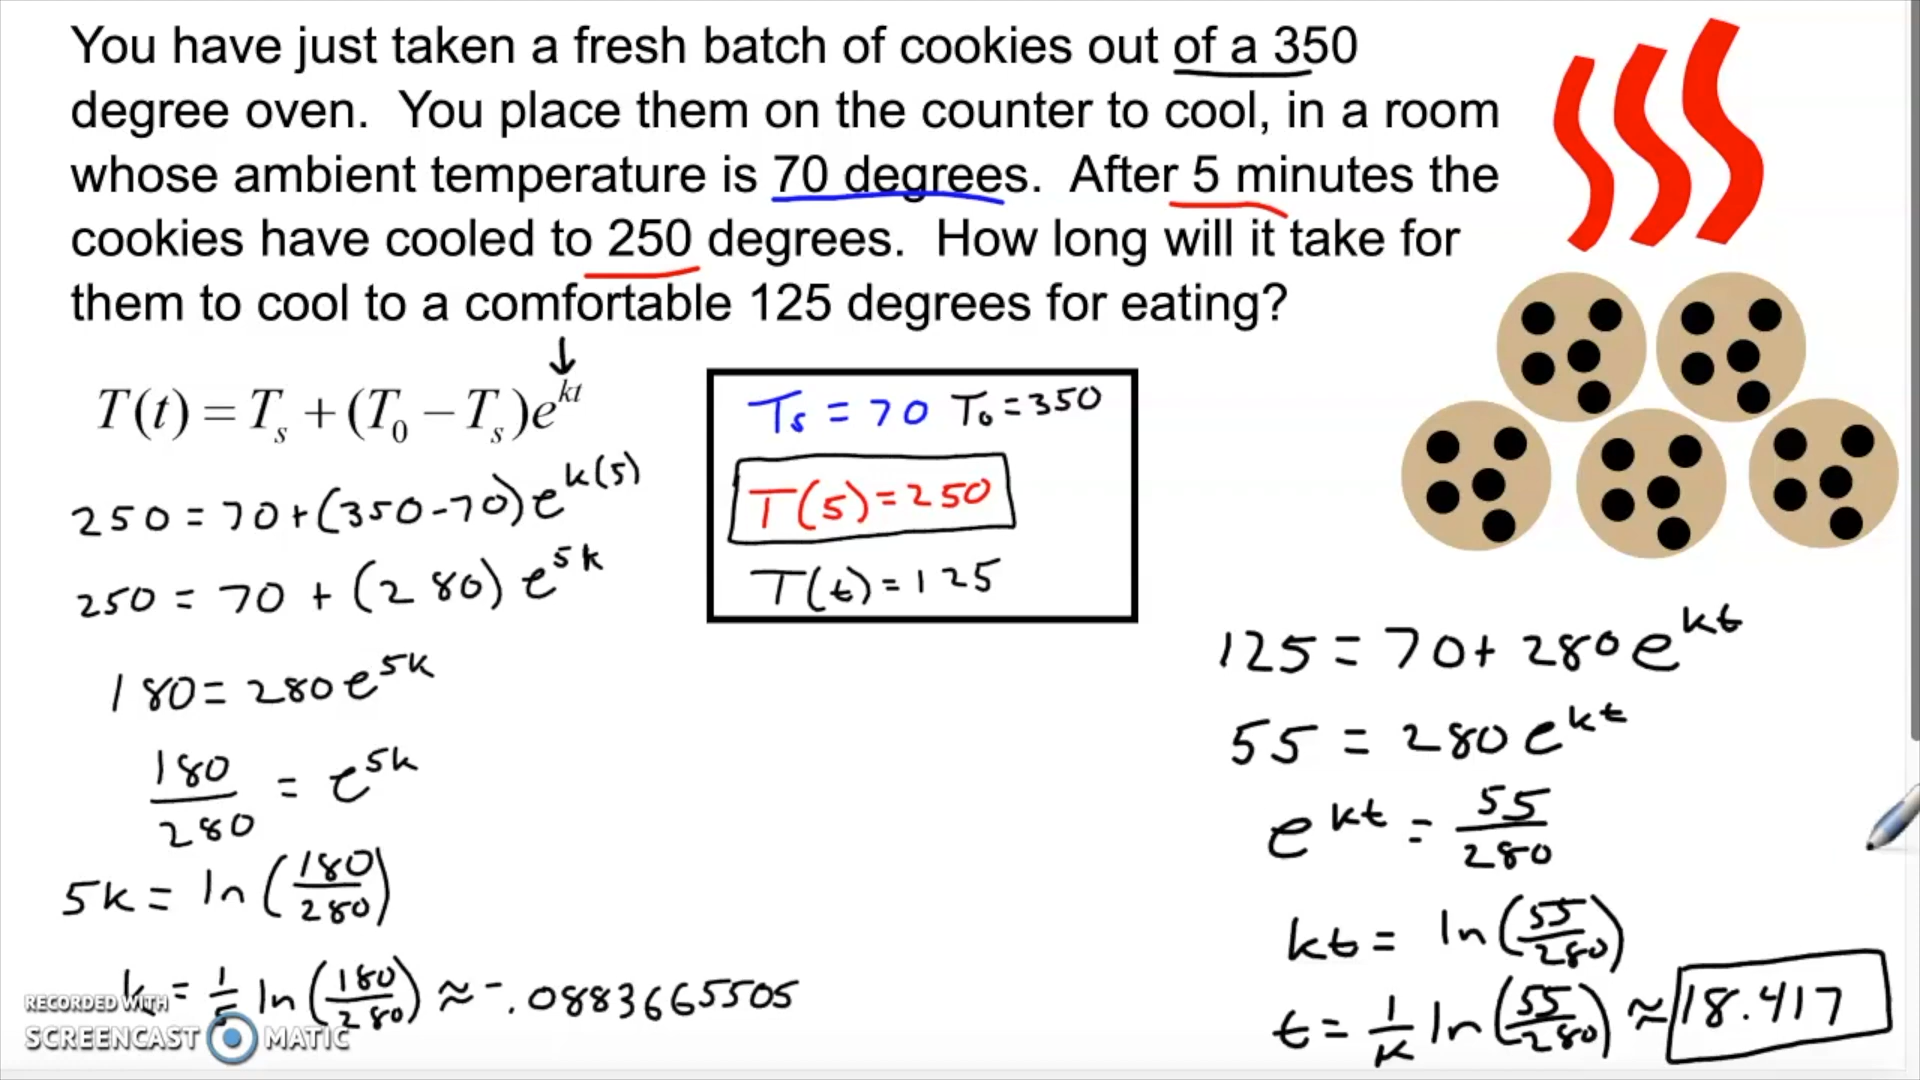 You have just taken a fresh batch of cookies out of a 350
degree oven. You place them on the counter to cool, in a room
whose ambient temperature is 70 degrees. After 5 minutes the
cookies have cooled to 250 degrees. How long will it take for
them to cool to a comfortable 125 degrees for eating?
T(t) = T_s + (T_0 − T_s)e^{kt}
250 = 70 + (350-70)e^{k(5)}
250 = 70 + (280)e^{5k}
180 = 280e^{5k}
180/280 = e^{5k}
5k = ln(180/280)
k = 1/5 ln(180/280) ≈ -.0883665505
T_s = 70 T_0 = 350
T(5) = 250
T(t) = 125
125 = 70 + 280e^{kt}
55 = 280e^{kt}
e^{kt} = 55/280
kt = ln(55/280)
t = 1/k ln(55/280) ≈ 18.417
RECORDED WITH
SCREENCAST MATIC